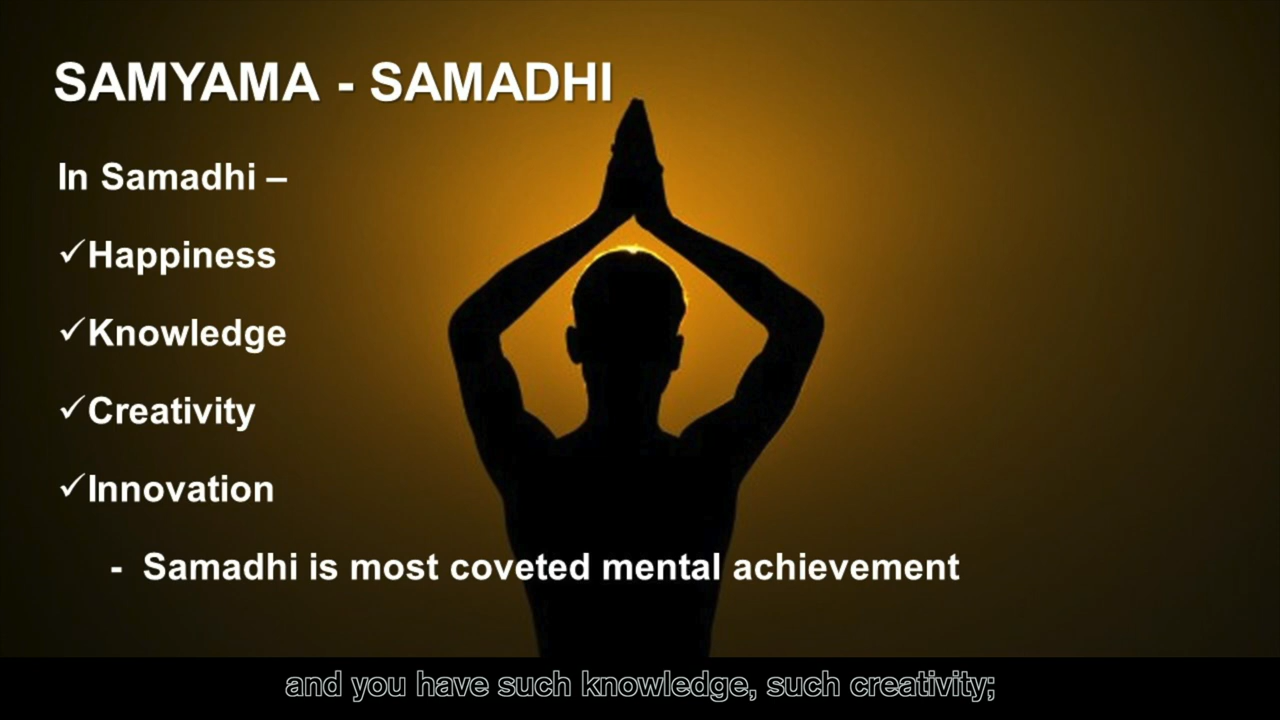 SAMYAMA - SAMADHI
In Samadhi –
✓Happiness
✓Knowledge
✓Creativity
✓Innovation
- Samadhi is most coveted mental achievement
and you have such knowledge, such creativity;